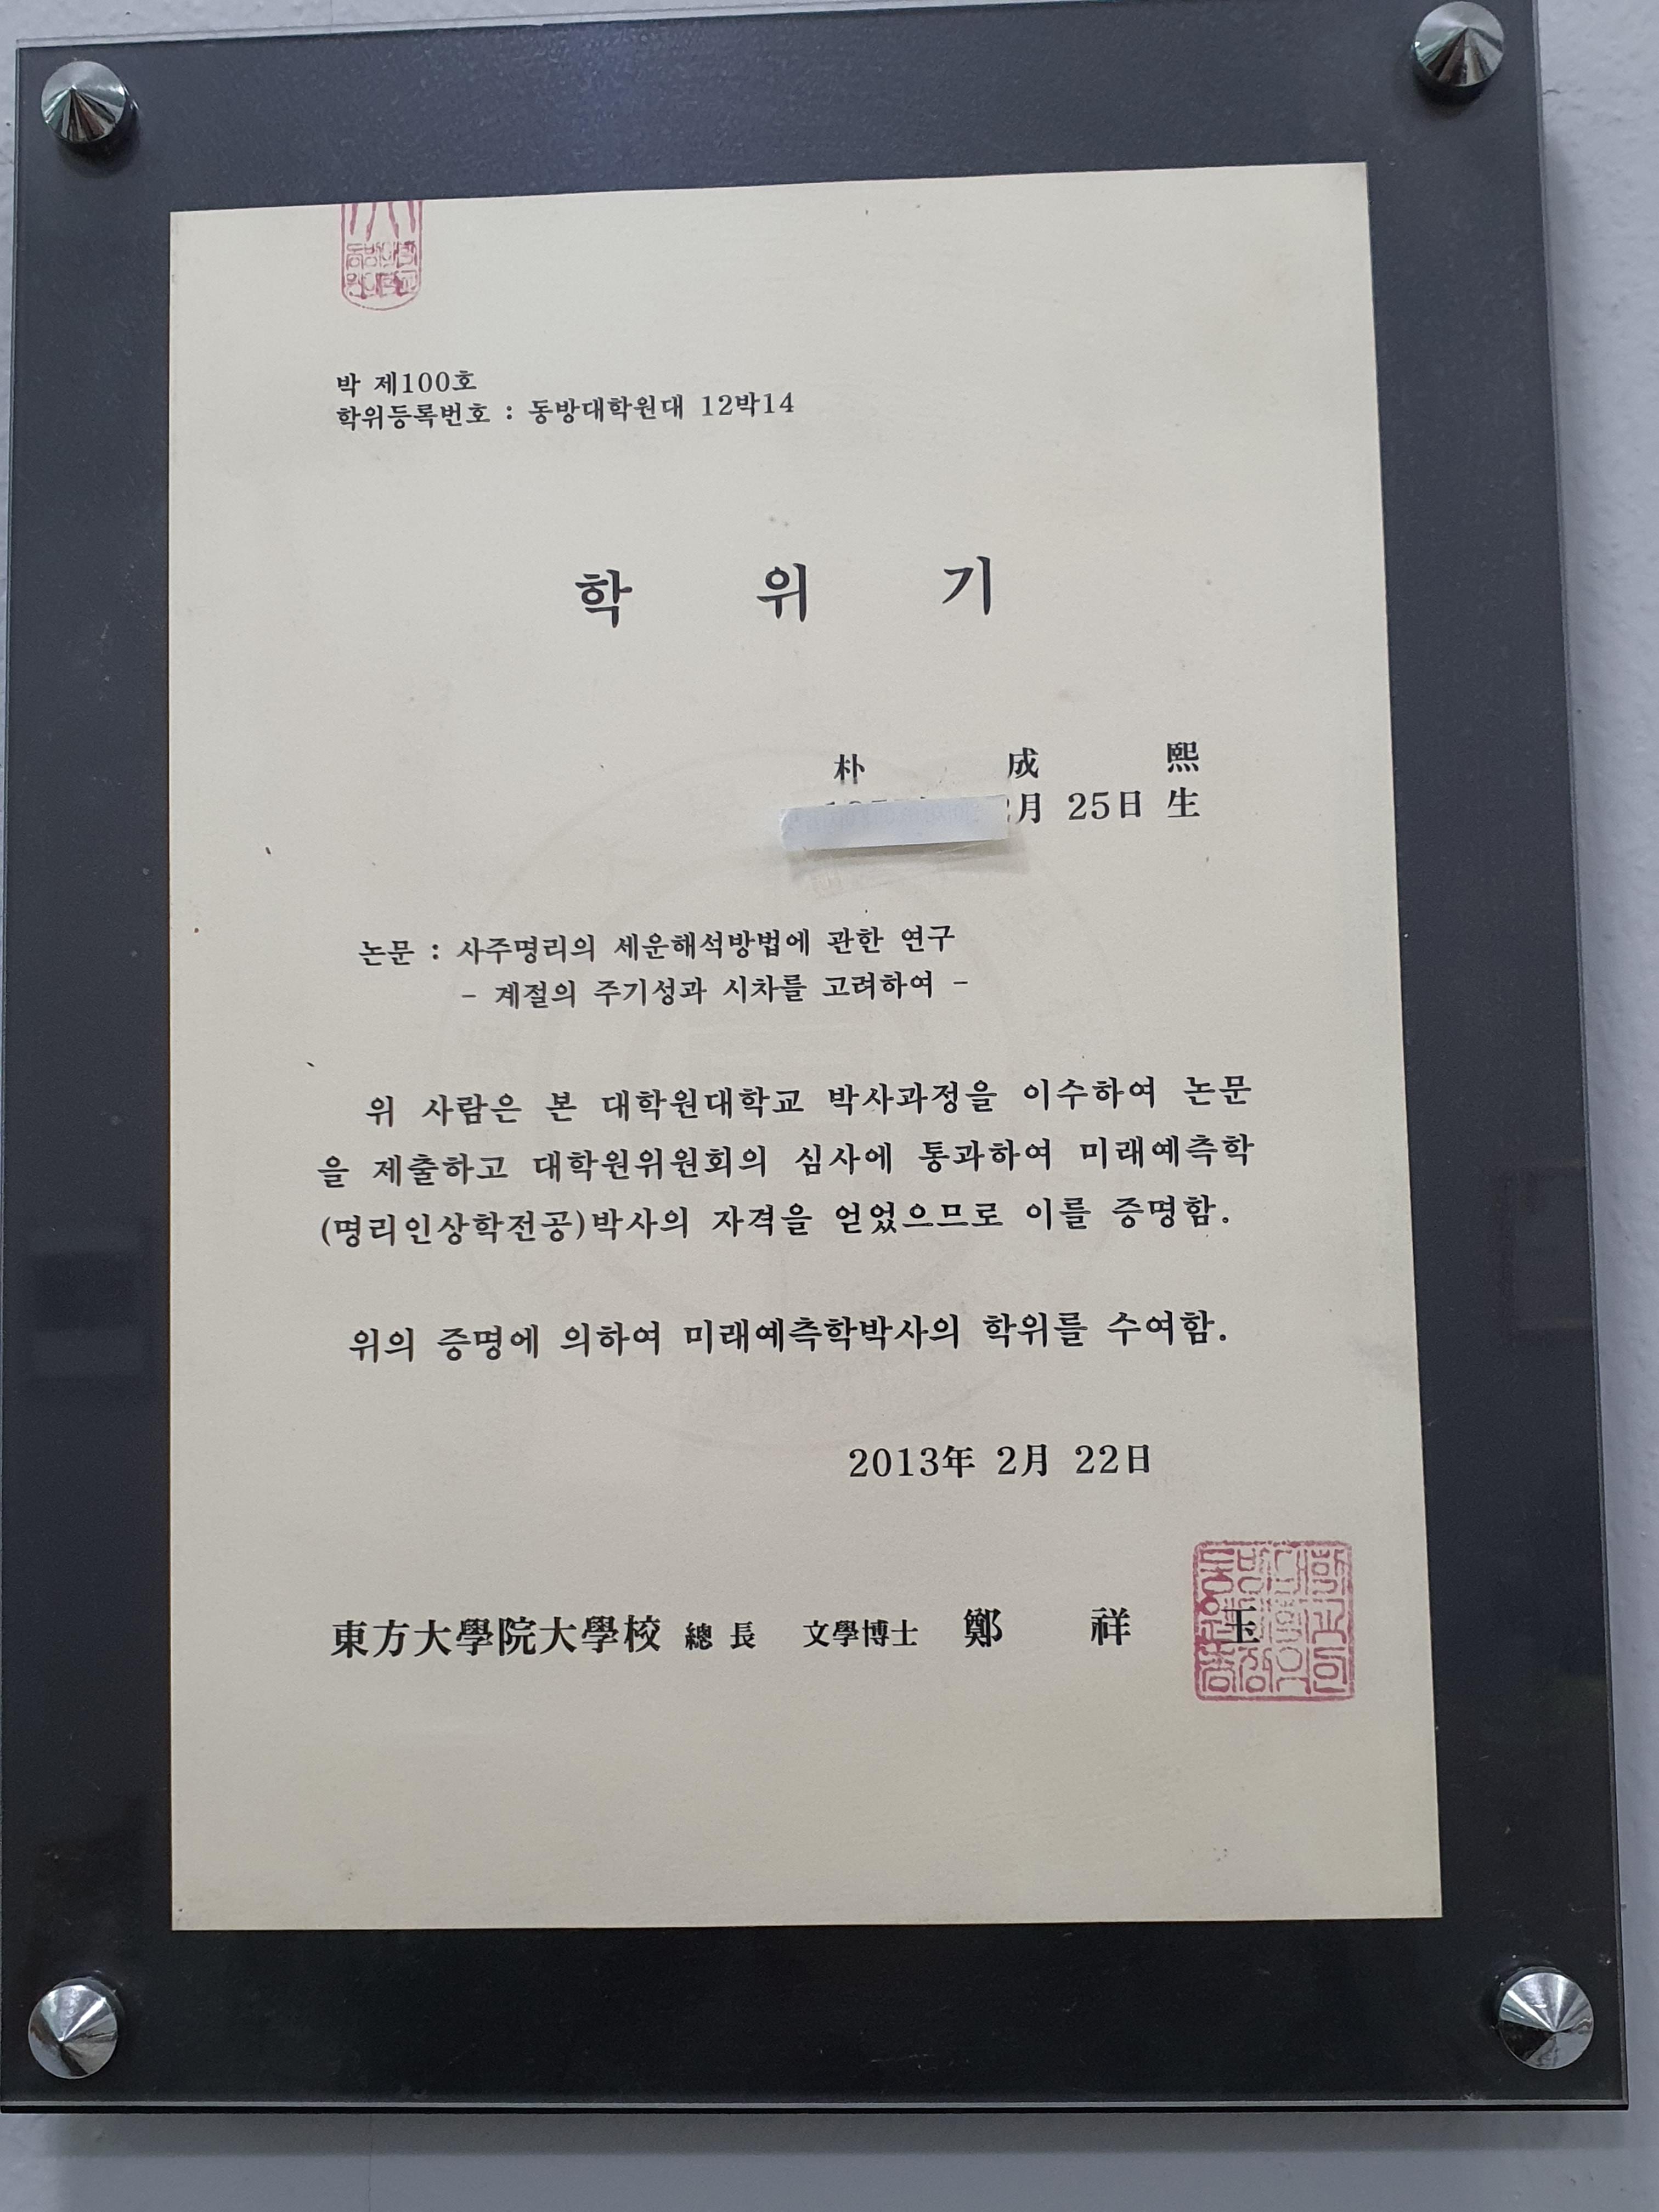 박 제100호
학위등록번호 : 동방대학원대 12박14
학 위 기
朴 成 熙
月 25日 生
논문 : 사주명리의 세운해석방법에 관한 연구
- 계절의 주기성과 시차를 고려하여 -
위 사람은 본 대학원대학교 박사과정을 이수하여 논문
을 제출하고 대학원위원회의 심사에 통과하여 미래예측학
(명리인상학전공)박사의 자격을 얻었으므로 이를 증명함.
위의 증명에 의하여 미래예측학박사의 학위를 수여함.
2013年 2月 22日
東方大學院大學校 總 長 文學博士 鄭 祥 玉